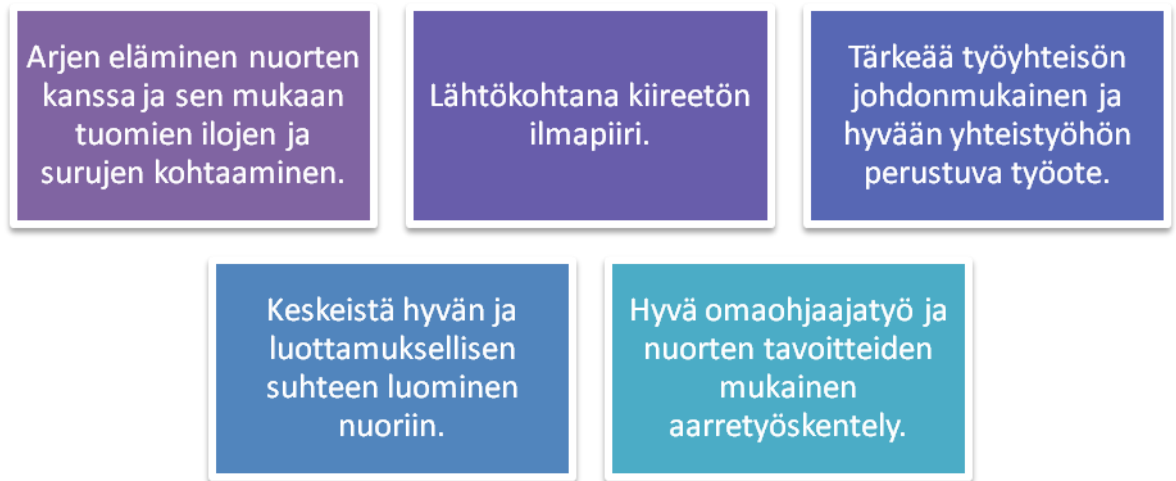 Arjen eläminen nuorten
kanssa ja sen mukaan
tuomien ilojen ja
surujen kohtaaminen.
Lähtökohtana kiireetön
ilmapiiri.
Tärkeää työyhteisön
johdonmukainen ja
hyvään yhteistyöhön
perustuva työote.
Keskeistä hyvän ja
luottamuksellisen
suhteen luominen
nuoriin.
Hyvä omaohjaajatyö ja
nuorten tavoitteiden
mukainen
aarretyöskentely.